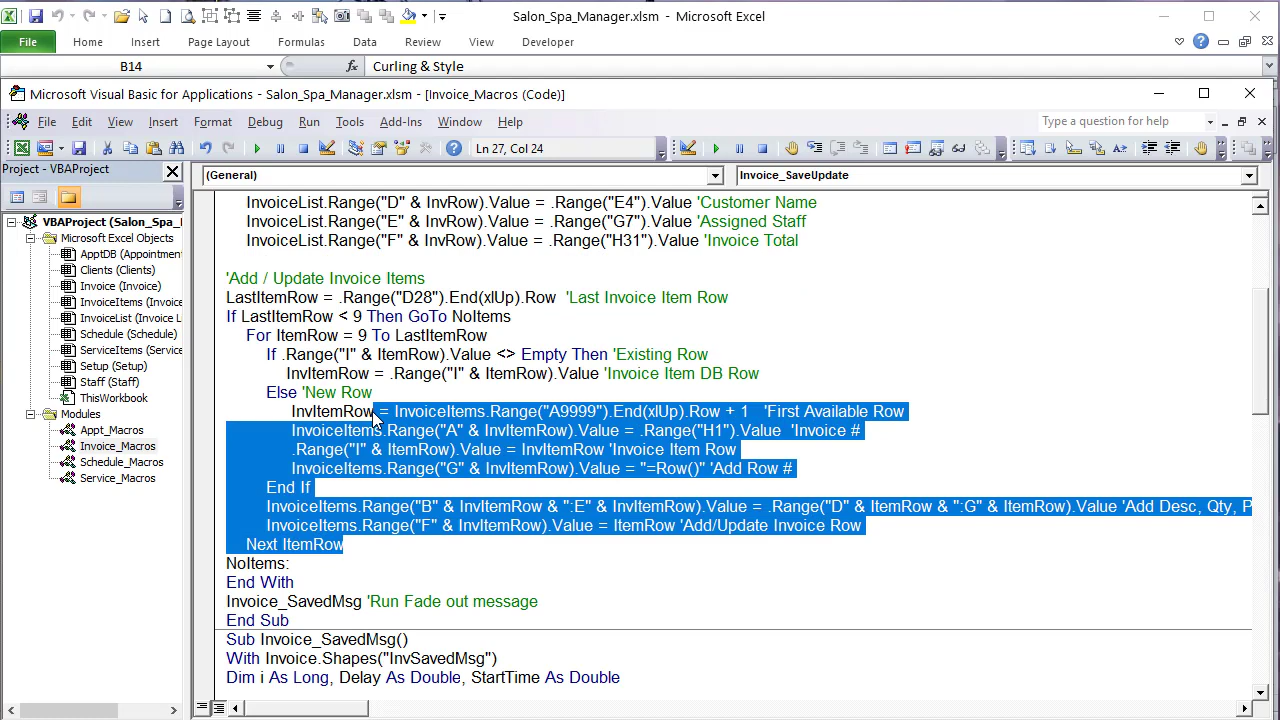 Salon_Spa_Manager.xlsm - Microsoft Excel
File Home Insert Page Layout Formulas Data Review View Developer
B14 fx Curling & Style
Microsoft Visual Basic for Applications - Salon_Spa_Manager.xlsm - [Invoice_Macros (Code)]
File Edit View Insert Format Debug Run Tools Add-Ins Window Help Type a question for help
Ln 27, Col 24
Project - VBAProject
(General) Invoice_SaveUpdate
VBAProject (Salon_Spa_
Microsoft Excel Objects
ApptDB (Appointment
Clients (Clients)
Invoice (Invoice)
InvoiceItems (Invoice
InvoiceList (Invoice L
Schedule (Schedule)
ServiceItems (Service
Setup (Setup)
Staff (Staff)
ThisWorkbook
Modules
Appt_Macros
Invoice_Macros
Schedule_Macros
Service_Macros
InvoiceList.Range("D" & InvRow).Value = .Range("E4").Value 'Customer Name
InvoiceList.Range("E" & InvRow).Value = .Range("G7").Value 'Assigned Staff
InvoiceList.Range("F" & InvRow).Value = .Range("H31").Value 'Invoice Total
'Add / Update Invoice Items
LastItemRow = .Range("D28").End(xlUp).Row 'Last Invoice Item Row
If LastItemRow < 9 Then GoTo NoItems
For ItemRow = 9 To LastItemRow
If .Range("I" & ItemRow).Value <> Empty Then 'Existing Row
InvItemRow = .Range("I" & ItemRow).Value 'Invoice Item DB Row
Else 'New Row
InvItemRow = InvoiceItems.Range("A9999").End(xlUp).Row + 1 'First Available Row
InvoiceItems.Range("A" & InvItemRow).Value = .Range("H1").Value 'Invoice #
.Range("I" & ItemRow).Value = InvItemRow 'Invoice Item Row
InvoiceItems.Range("G" & InvItemRow).Value = "=Row()" 'Add Row #
End If
InvoiceItems.Range("B" & InvItemRow & ":E" & InvItemRow).Value = .Range("D" & ItemRow & ":G" & ItemRow).Value 'Add Desc, Qty, P
InvoiceItems.Range("F" & InvItemRow).Value = ItemRow 'Add/Update Invoice Row
Next ItemRow
NoItems:
End With
Invoice_SavedMsg 'Run Fade out message
End Sub
Sub Invoice_SavedMsg()
With Invoice.Shapes("InvSavedMsg")
Dim i As Long, Delay As Double, StartTime As Double